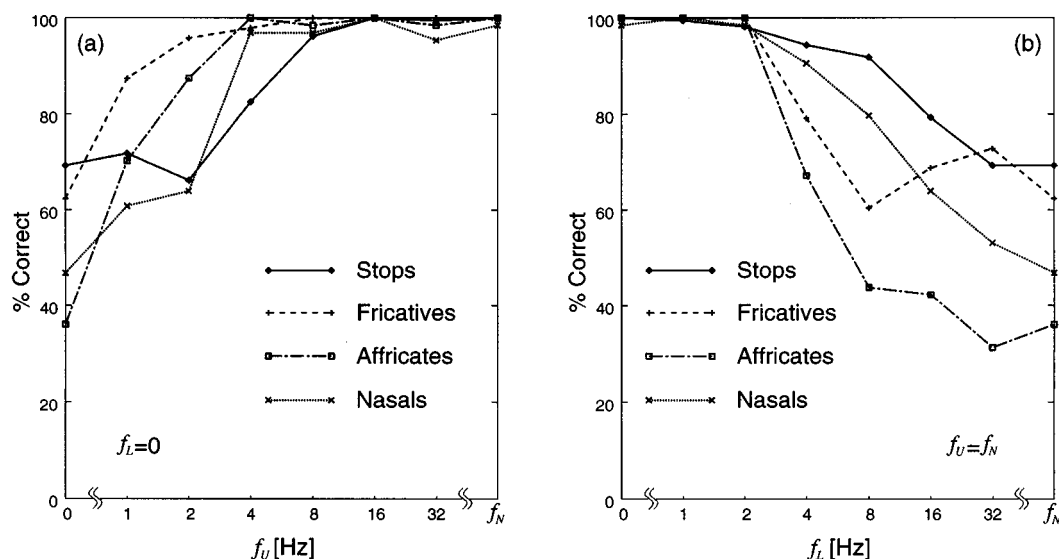 (a)
100
80
60
40
20
0
% Correct
Stops
Fricatives
Affricates
Nasals
f_L=0
0 1 2 4 8 16 32 f_N
f_U [Hz]
(b)
100
80
60
40
20
0
% Correct
Stops
Fricatives
Affricates
Nasals
f_U=f_N
0 1 2 4 8 16 32 f_N
f_L [Hz]